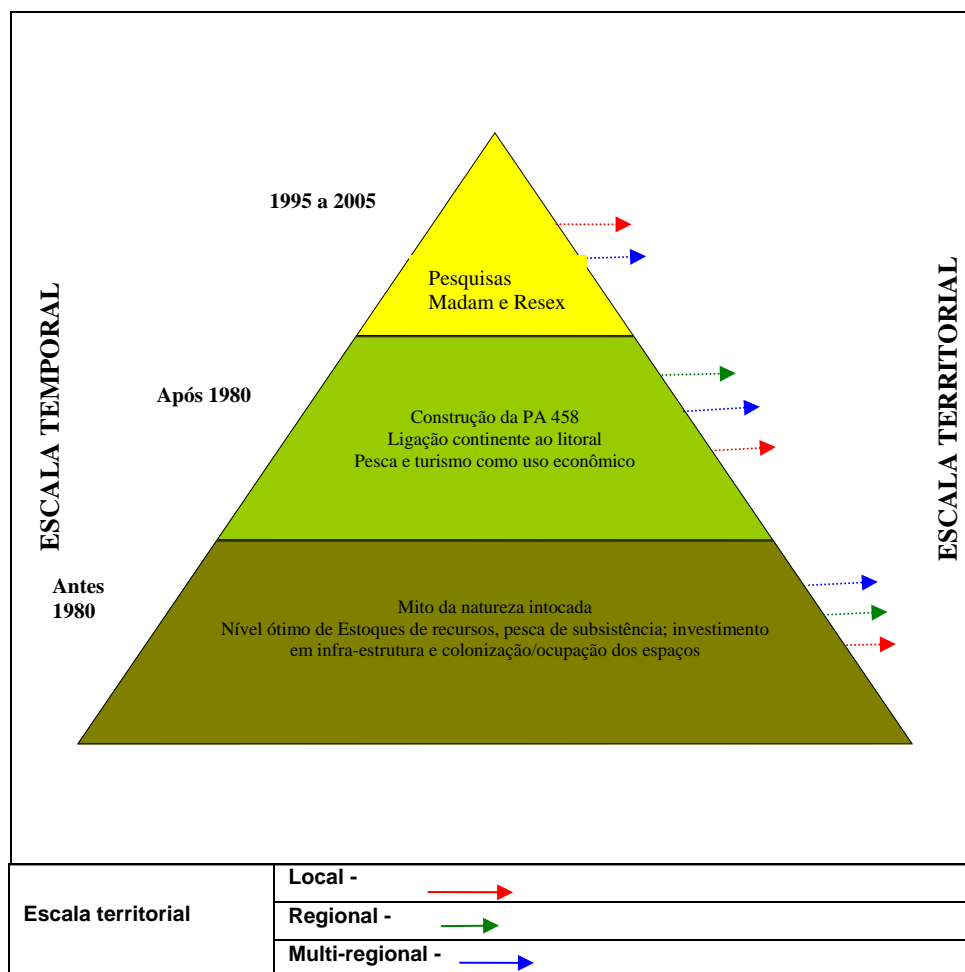 1995 a 2005
Pesquisas
Madam e Resex
ESCALA TEMPORAL
ESCALA TERRITORIAL
Após 1980
Construção da PA 458
Ligação continente ao litoral
Pesca e turismo como uso econômico
Antes
1980
Mito da natureza intocada
Nível ótimo de Estoques de recursos, pesca de subsistência; investimento
em infra-estrutura e colonização/ocupação dos espaços
Escala territorial
Local -
Regional -
Multi-regional -